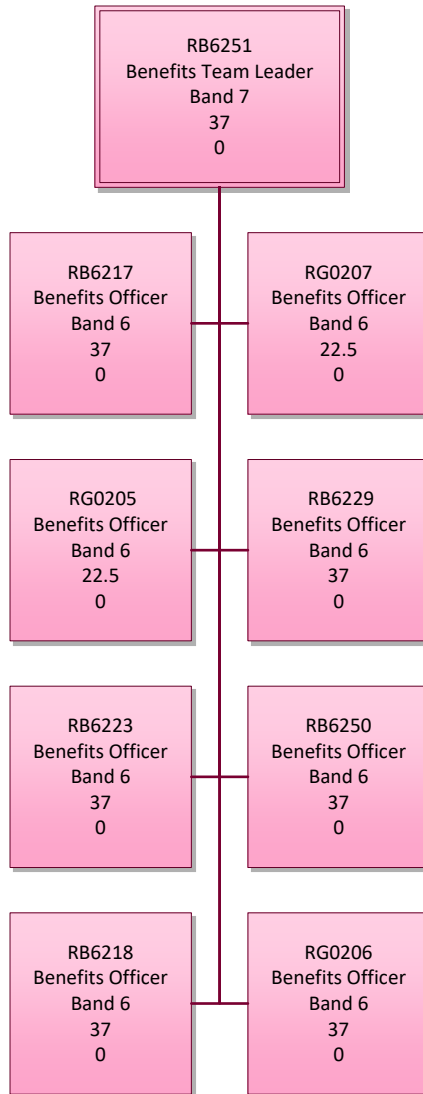 RB6251
Benefits Team Leader
Band 7
37
0
RB6217
Benefits Officer
Band 6
37
0
RG0207
Benefits Officer
Band 6
22.5
0
RG0205
Benefits Officer
Band 6
22.5
0
RB6229
Benefits Officer
Band 6
37
0
RB6223
Benefits Officer
Band 6
37
0
RB6250
Benefits Officer
Band 6
37
0
RB6218
Benefits Officer
Band 6
37
0
RG0206
Benefits Officer
Band 6
37
0